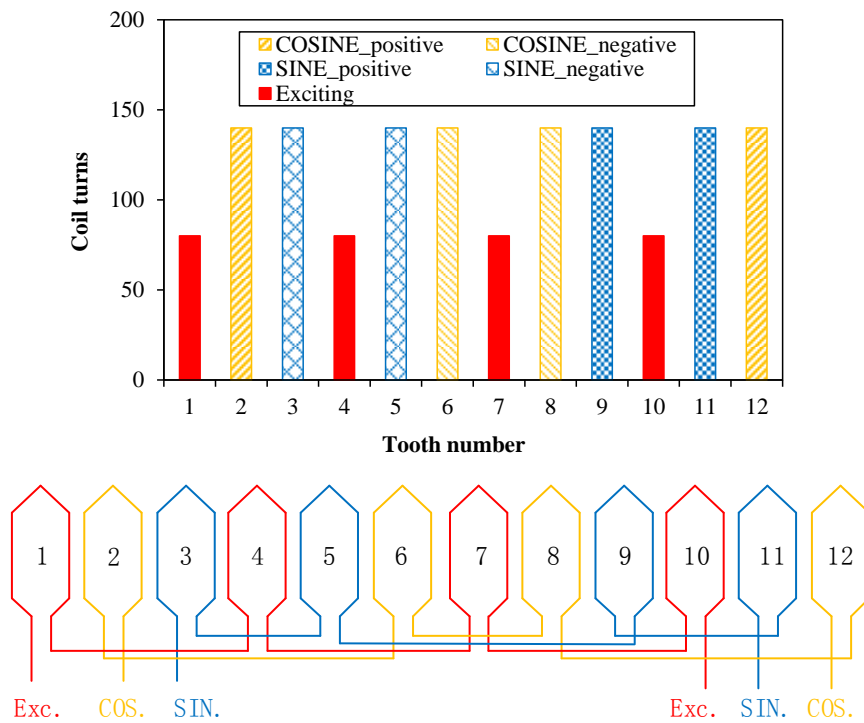 200
150
100
50
0
Coil turns
COSINE_positive COSINE_negative
SINE_positive SINE_negative
Exciting
1 2 3 4 5 6 7 8 9 10 11 12
Tooth number
1 2 3 4 5 6 7 8 9 10 11 12
Exc. COS. SIN. Exc. SIN. COS.